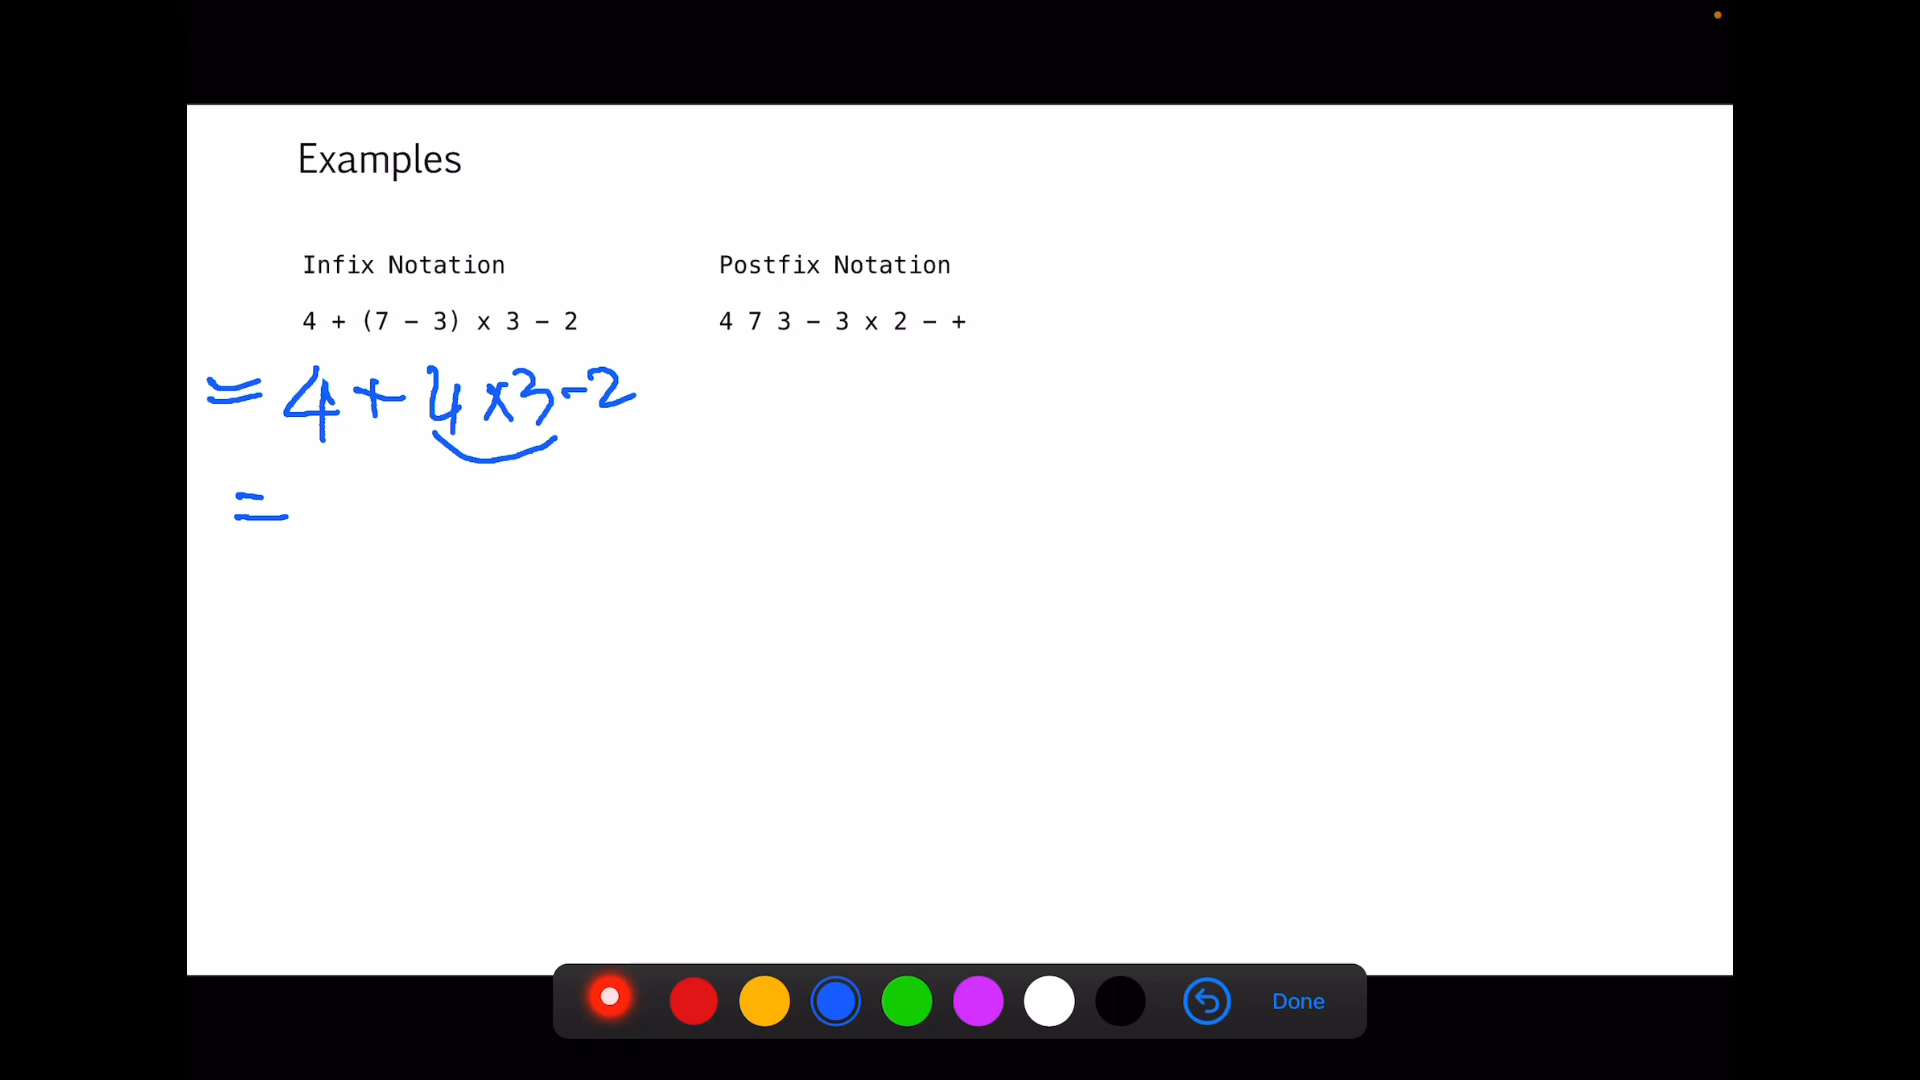 Examples
Infix Notation
Postfix Notation
4 + (7 − 3) x 3 − 2
4 7 3 − 3 x 2 − +
= 4 + 4 x 3 - 2
=
Done